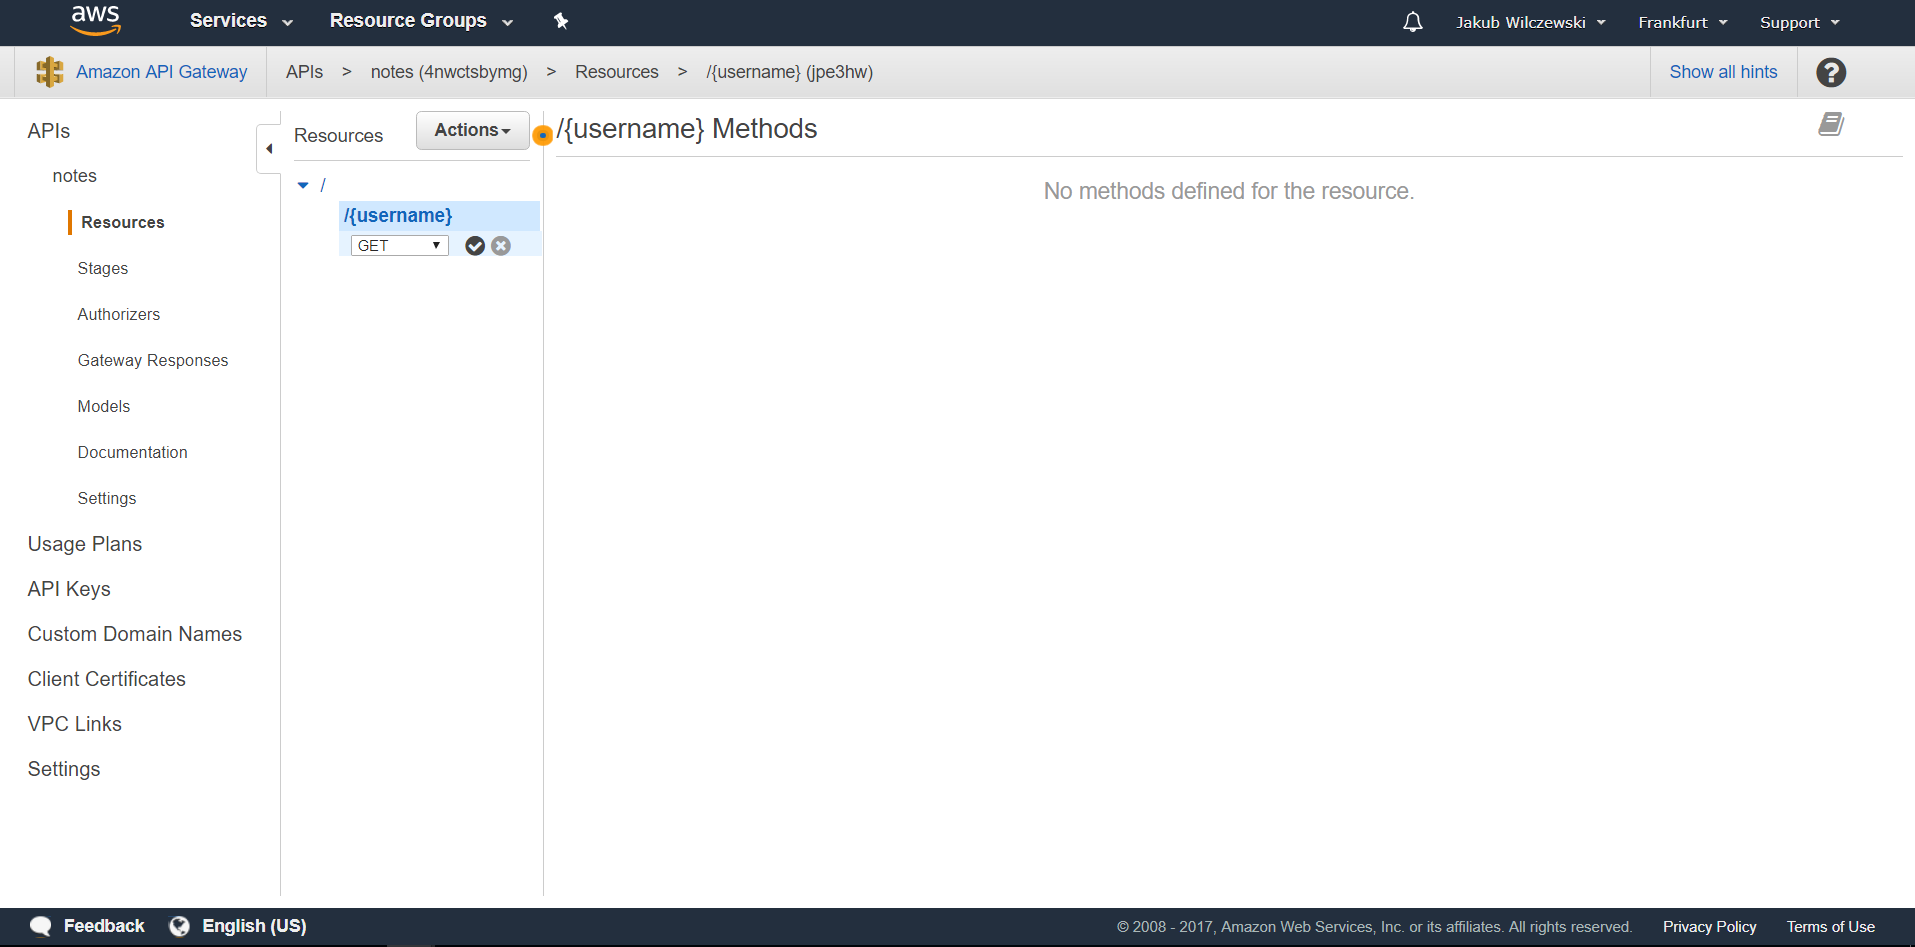 aws Services Resource Groups Jakub Wilczewski Frankfurt Support
Amazon API Gateway APIs > notes (4nwctsbymg) > Resources > /{username} (jpe3hw) Show all hints ?
APIs
notes
Resources
Stages
Authorizers
Gateway Responses
Models
Documentation
Settings
Usage Plans
API Keys
Custom Domain Names
Client Certificates
VPC Links
Settings
Resources Actions
/
/{username}
GET
/{username} Methods
No methods defined for the resource.
Feedback English (US) © 2008 - 2017, Amazon Web Services, Inc. or its affiliates. All rights reserved. Privacy Policy Terms of Use